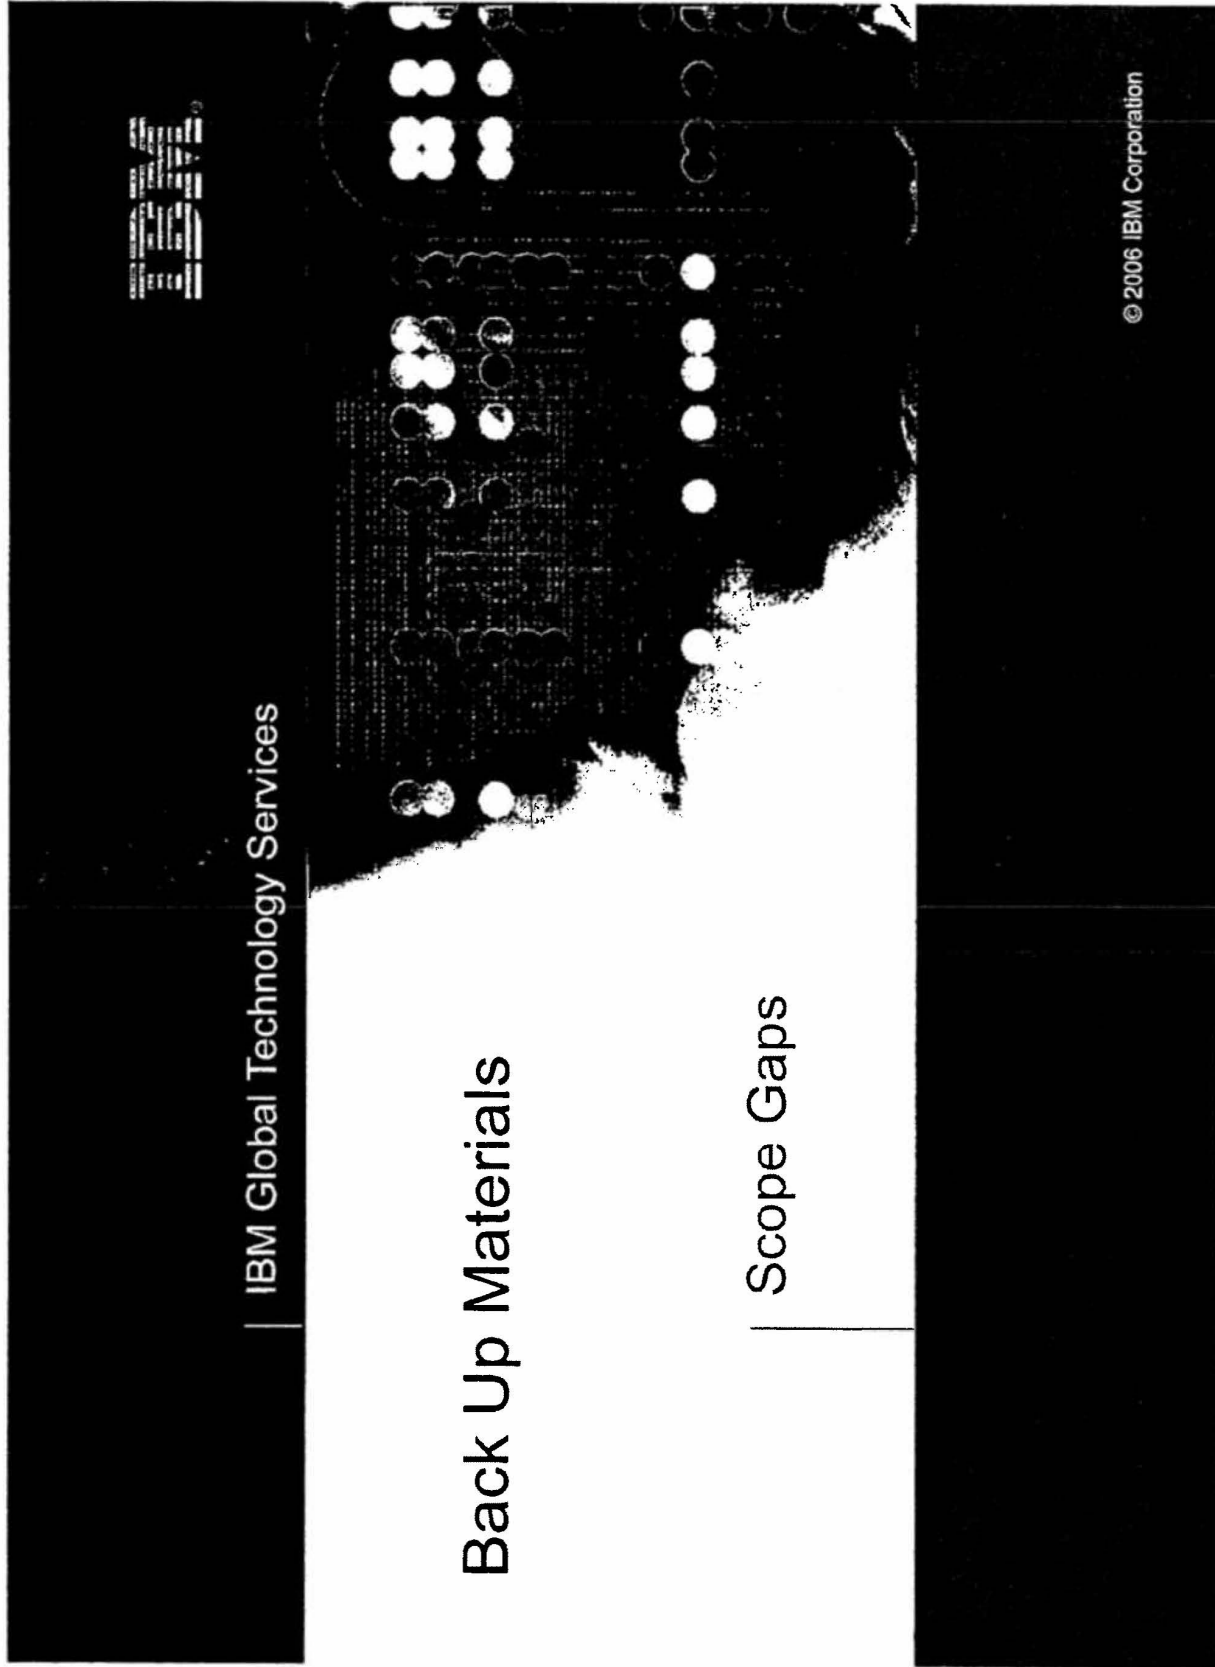 IBM®
IBM Global Technology Services
Back Up Materials
Scope Gaps
© 2006 IBM Corporation